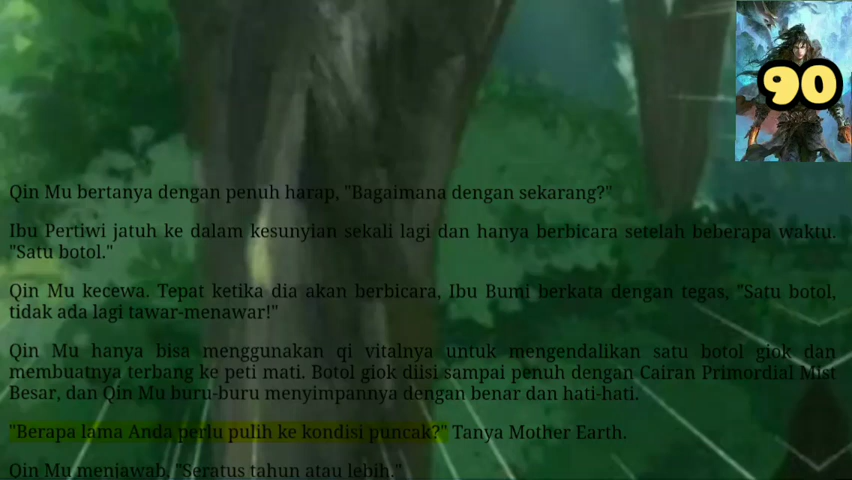 90
Qin Mu bertanya dengan penuh harap, "Bagaimana dengan sekarang?"
Ibu Pertiwi jatuh ke dalam kesunyian sekali lagi dan hanya berbicara setelah beberapa waktu.
"Satu botol."
Qin Mu kecewa. Tepat ketika dia akan berbicara, Ibu Bumi berkata dengan tegas, "Satu botol,
tidak ada lagi tawar-menawar!"
Qin Mu hanya bisa menggunakan qi vitalnya untuk mengendalikan satu botol giok dan
membuatnya terbang ke peti mati. Botol giok diisi sampai penuh dengan Cairan Primordial Mist
Besar, dan Qin Mu buru-buru menyimpannya dengan benar dan hati-hati.
"Berapa lama Anda perlu pulih ke kondisi puncak?" Tanya Mother Earth.
Qin Mu menjawab, "Seratus tahun atau lebih."